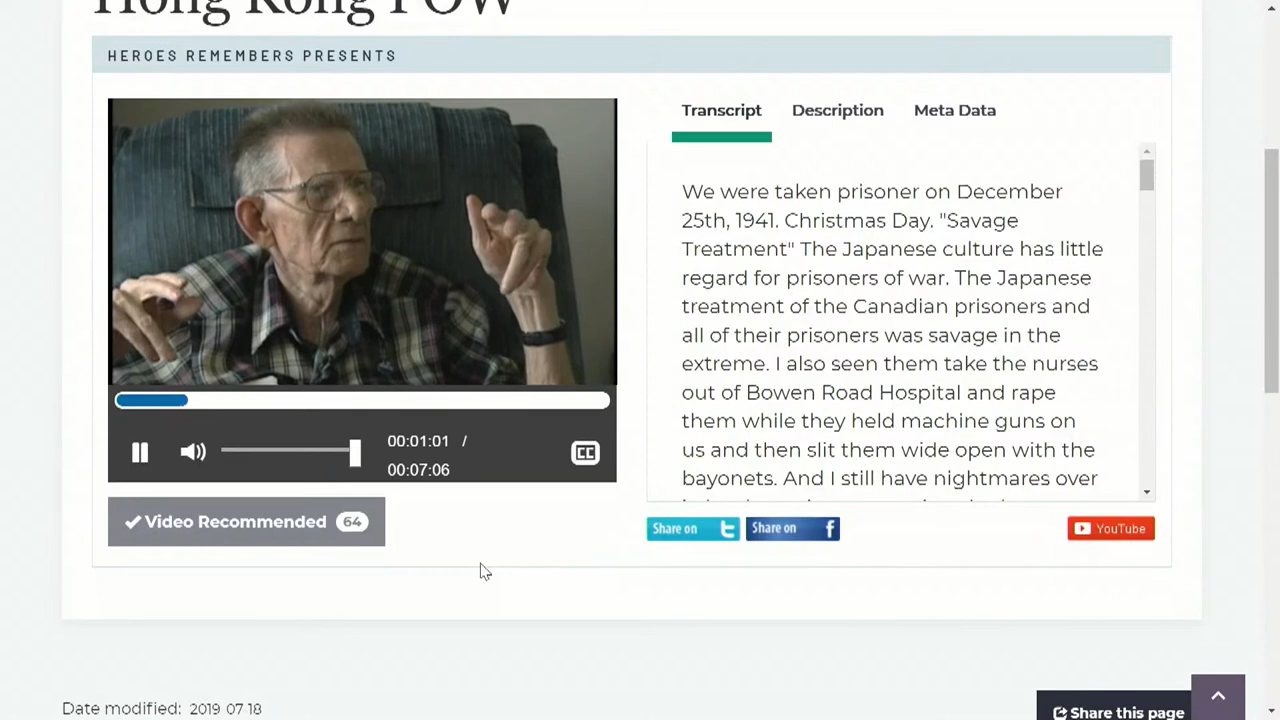 Hong Kong POW
HEROES REMEMBERS PRESENTS
Transcript Description Meta Data
We were taken prisoner on December
25th, 1941. Christmas Day. "Savage
Treatment" The Japanese culture has little
regard for prisoners of war. The Japanese
treatment of the Canadian prisoners and
all of their prisoners was savage in the
extreme. I also seen them take the nurses
out of Bowen Road Hospital and rape
them while they held machine guns on
us and then slit them wide open with the
bayonets. And I still have nightmares over
00:01:01 /
00:07:06
CC
Video Recommended 64
Share on
Share on f
YouTube
Date modified: 2019 07 18
Share this page